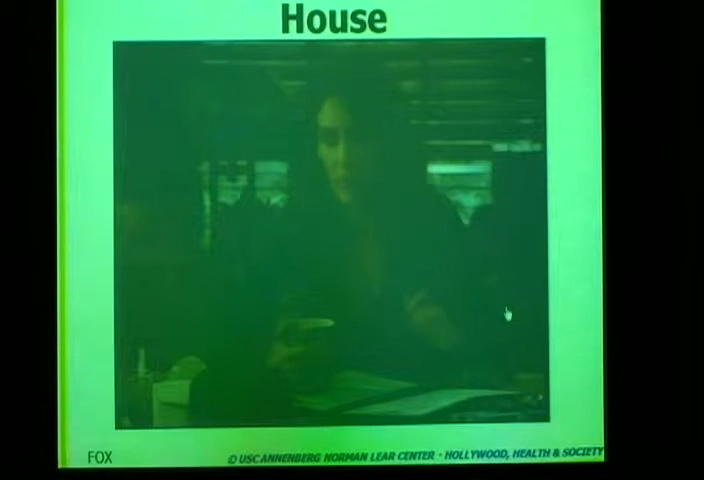 House
FOX
© USC ANNENBERG NORMAN LEAR CENTER · HOLLYWOOD, HEALTH & SOCIETY